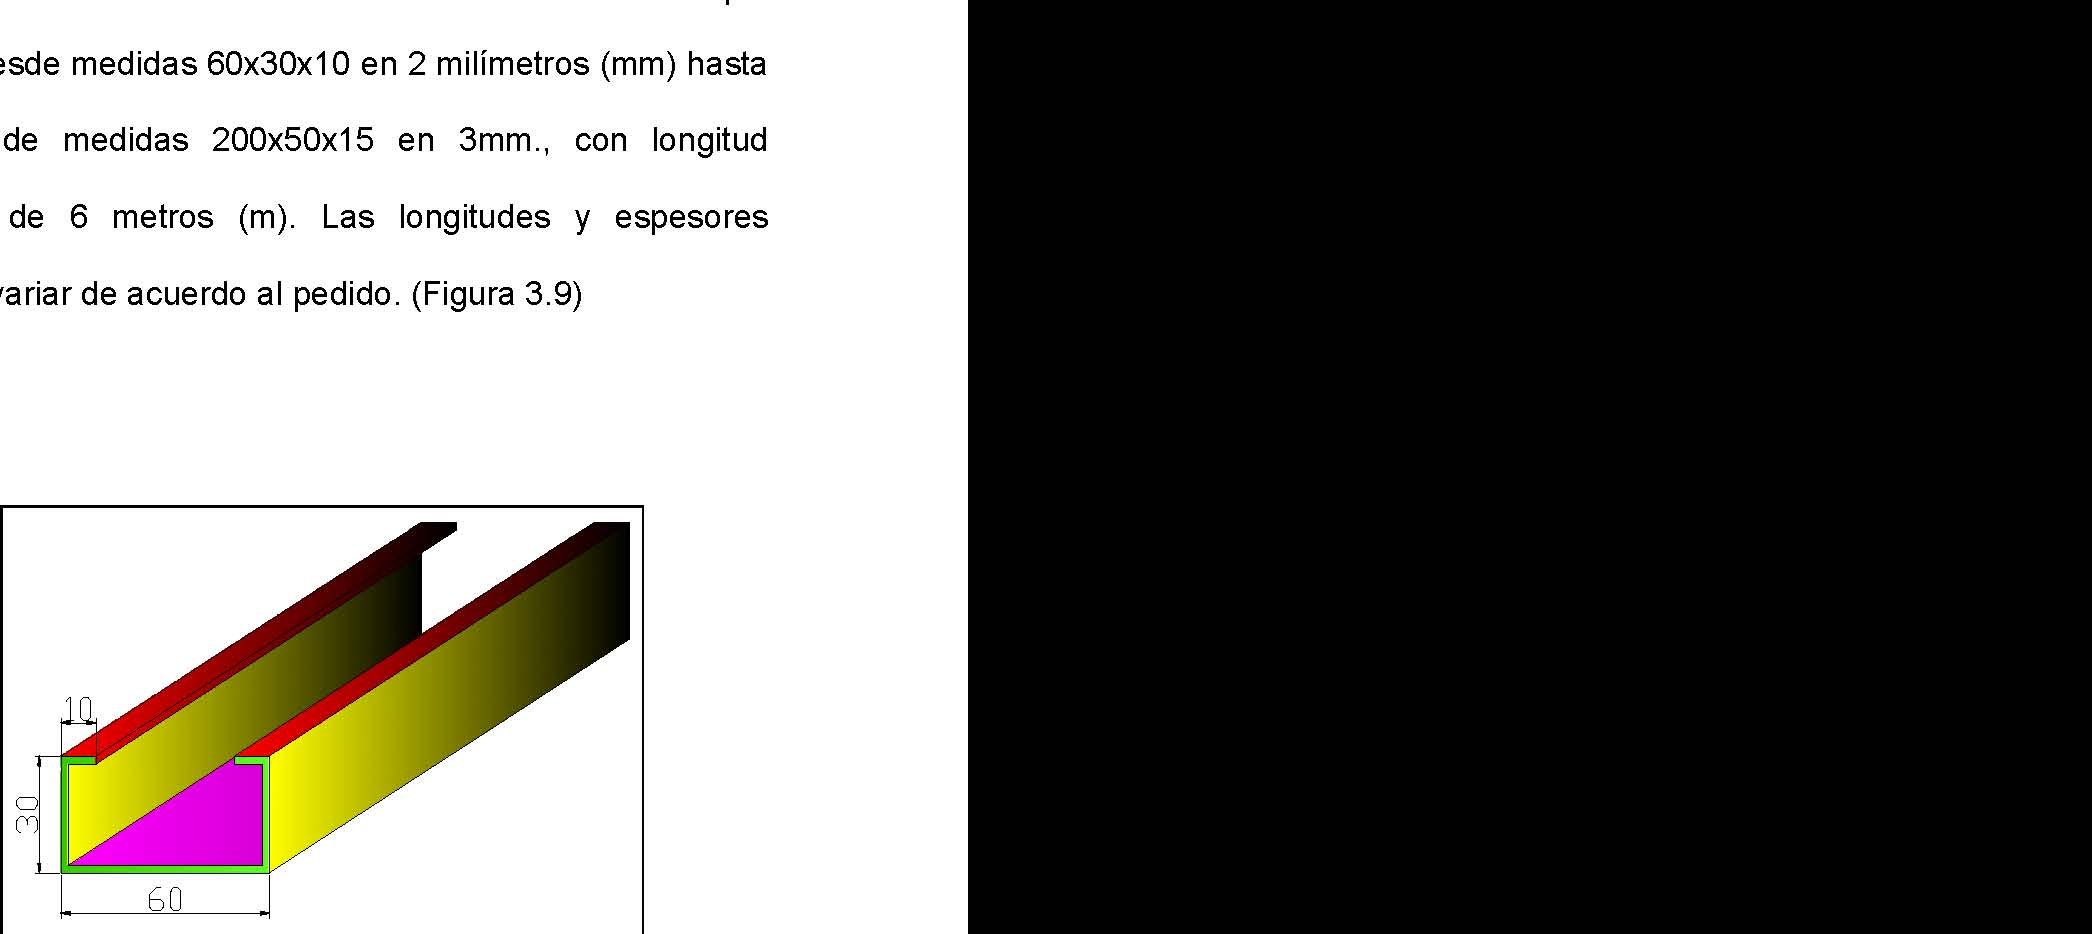 esde medidas 60x30x10 en 2 milímetros (mm) hasta
de medidas 200x50x15 en 3mm., con longitud
de 6 metros (m). Las longitudes y espesores
variar de acuerdo al pedido. (Figura 3.9)
10
30
60